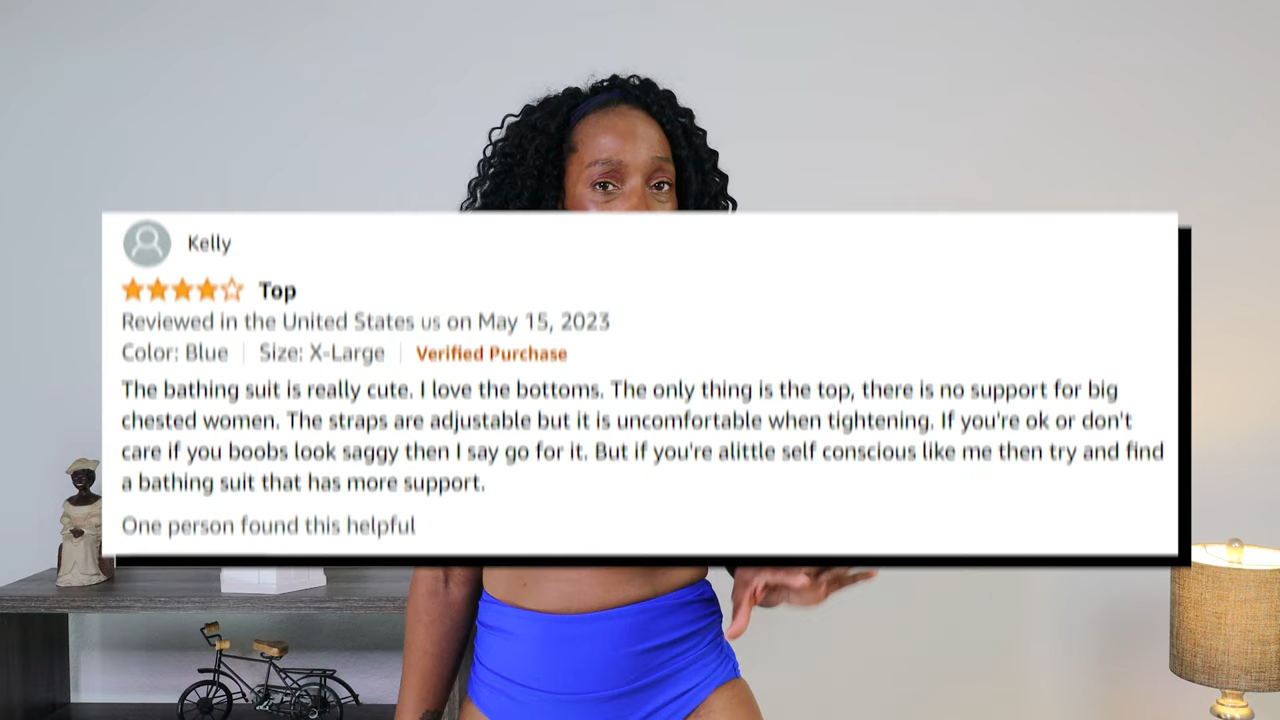 Kelly
Top
Reviewed in the United States us on May 15, 2023
Color: Blue | Size: X-Large | Verified Purchase
The bathing suit is really cute. I love the bottoms. The only thing is the top, there is no support for big
chested women. The straps are adjustable but it is uncomfortable when tightening. If you're ok or don't
care if you boobs look saggy then I say go for it. But if you're alittle self conscious like me then try and find
a bathing suit that has more support.
One person found this helpful